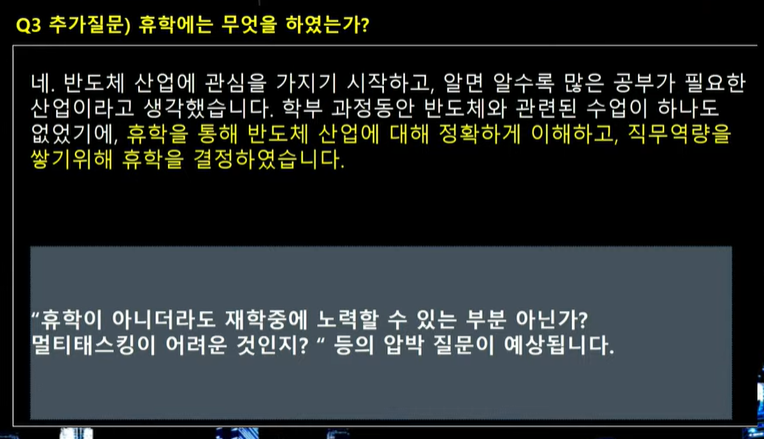 Q3 추가질문) 휴학에는 무엇을 하였는가?
네. 반도체 산업에 관심을 가지기 시작하고, 알면 알수록 많은 공부가 필요한
산업이라고 생각했습니다. 학부 과정동안 반도체와 관련된 수업이 하나도
없었기에, 휴학을 통해 반도체 산업에 대해 정확하게 이해하고, 직무역량을
쌓기위해 휴학을 결정하였습니다.
“휴학이 아니더라도 재학중에 노력할 수 있는 부분 아닌가?
멀티태스킹이 어려운 것인지? “ 등의 압박 질문이 예상됩니다.